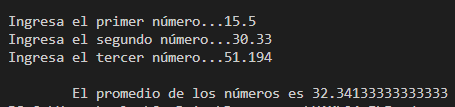 Ingresa el primer número...15.5
Ingresa el segundo número...30.33
Ingresa el tercer número...51.194
El promedio de los números es 32.34133333333333